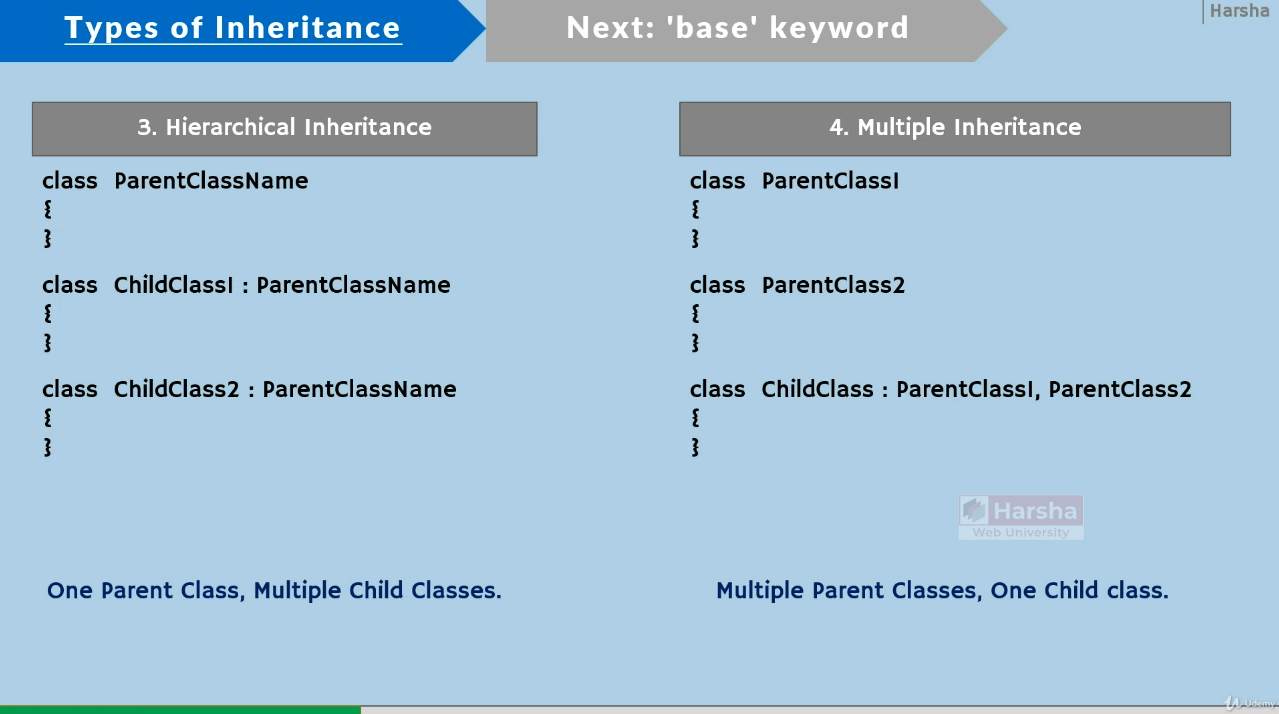 Types of Inheritance
Next: 'base' keyword
Harsha
3. Hierarchical Inheritance
class ParentClassName
{
}
class ChildClass1 : ParentClassName
{
}
class ChildClass2 : ParentClassName
{
}
One Parent Class, Multiple Child Classes.
4. Multiple Inheritance
class ParentClass1
{
}
class ParentClass2
{
}
class ChildClass : ParentClass1, ParentClass2
{
}
Harsha
Web University
Multiple Parent Classes, One Child class.
Udemy